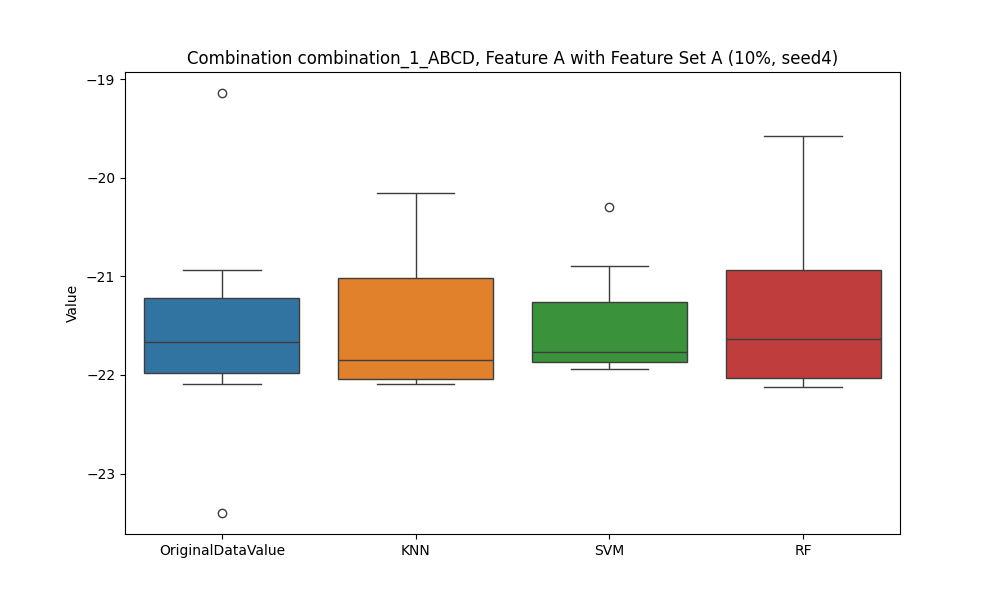 Combination combination_1_ABCD, Feature A with Feature Set A (10%, seed4)
−19
−20
−21
−22
−23
Value
OriginalDataValue
KNN
SVM
RF